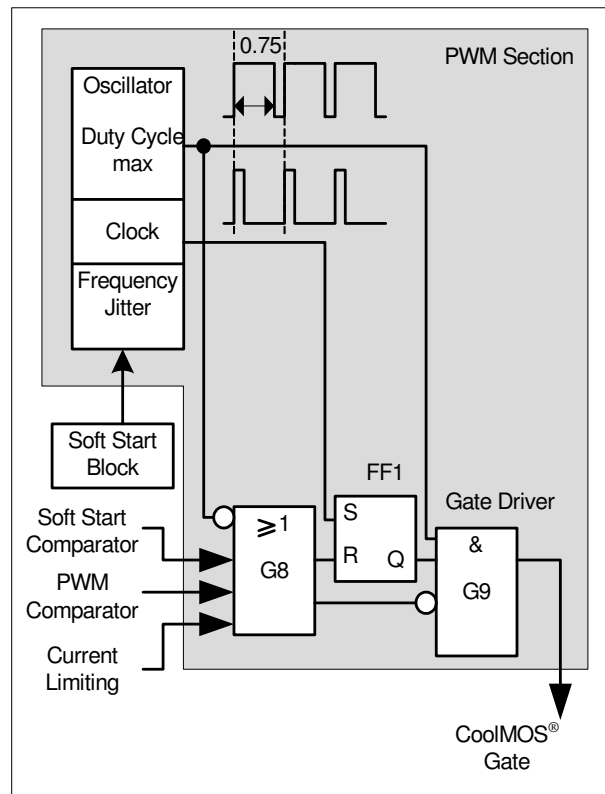 0.75
PWM Section
Oscillator
Duty Cycle
max
Clock
Frequency
Jitter
Soft Start
Block
FF1
Gate Driver
Soft Start
Comparator
PWM
Comparator
Current
Limiting
≥1
G8
S
R
Q
&
G9
CoolMOS®
Gate